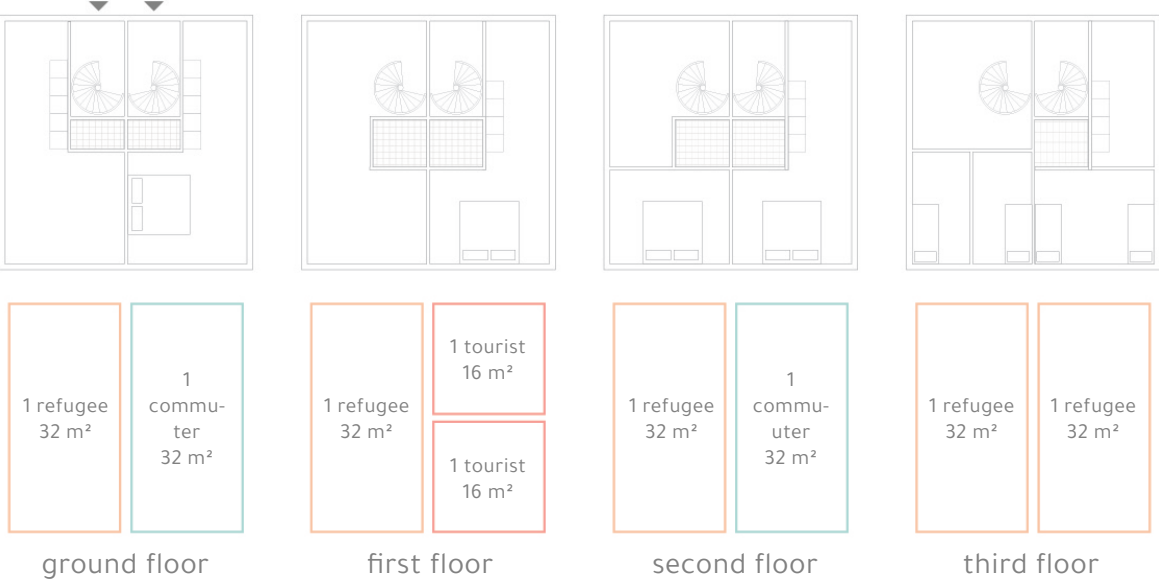 1 refugee
32 m²
1
commu-
ter
32 m²
ground floor
1 refugee
32 m²
1 tourist
16 m²
1 tourist
16 m²
first floor
1 refugee
32 m²
1
commu-
uter
32 m²
second floor
1 refugee
32 m²
1 refugee
32 m²
third floor